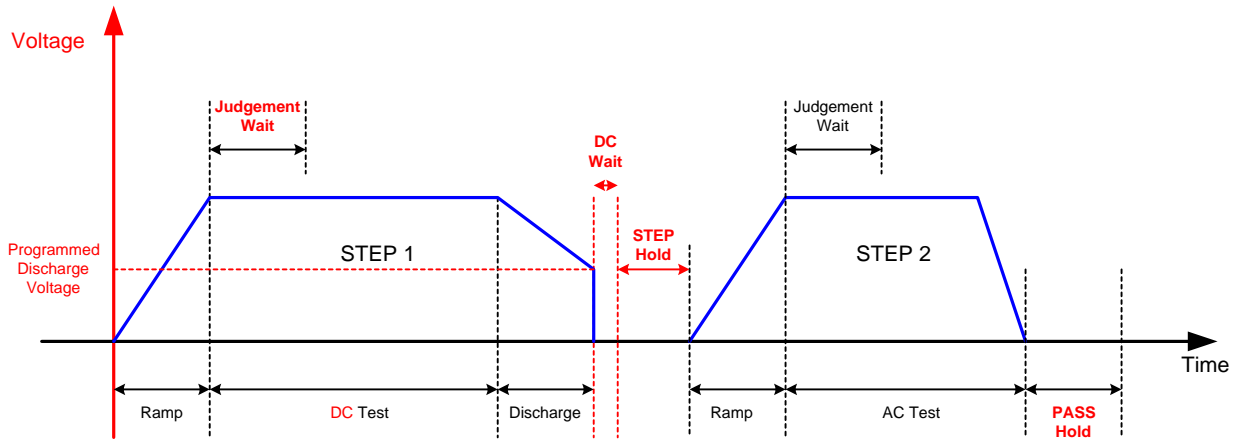 Voltage
Judgement
Wait
DC
Wait
Judgement
Wait
STEP 1
STEP
Hold
STEP 2
Programmed
Discharge
Voltage
Time
Ramp
DC Test
Discharge
Ramp
AC Test
PASS
Hold